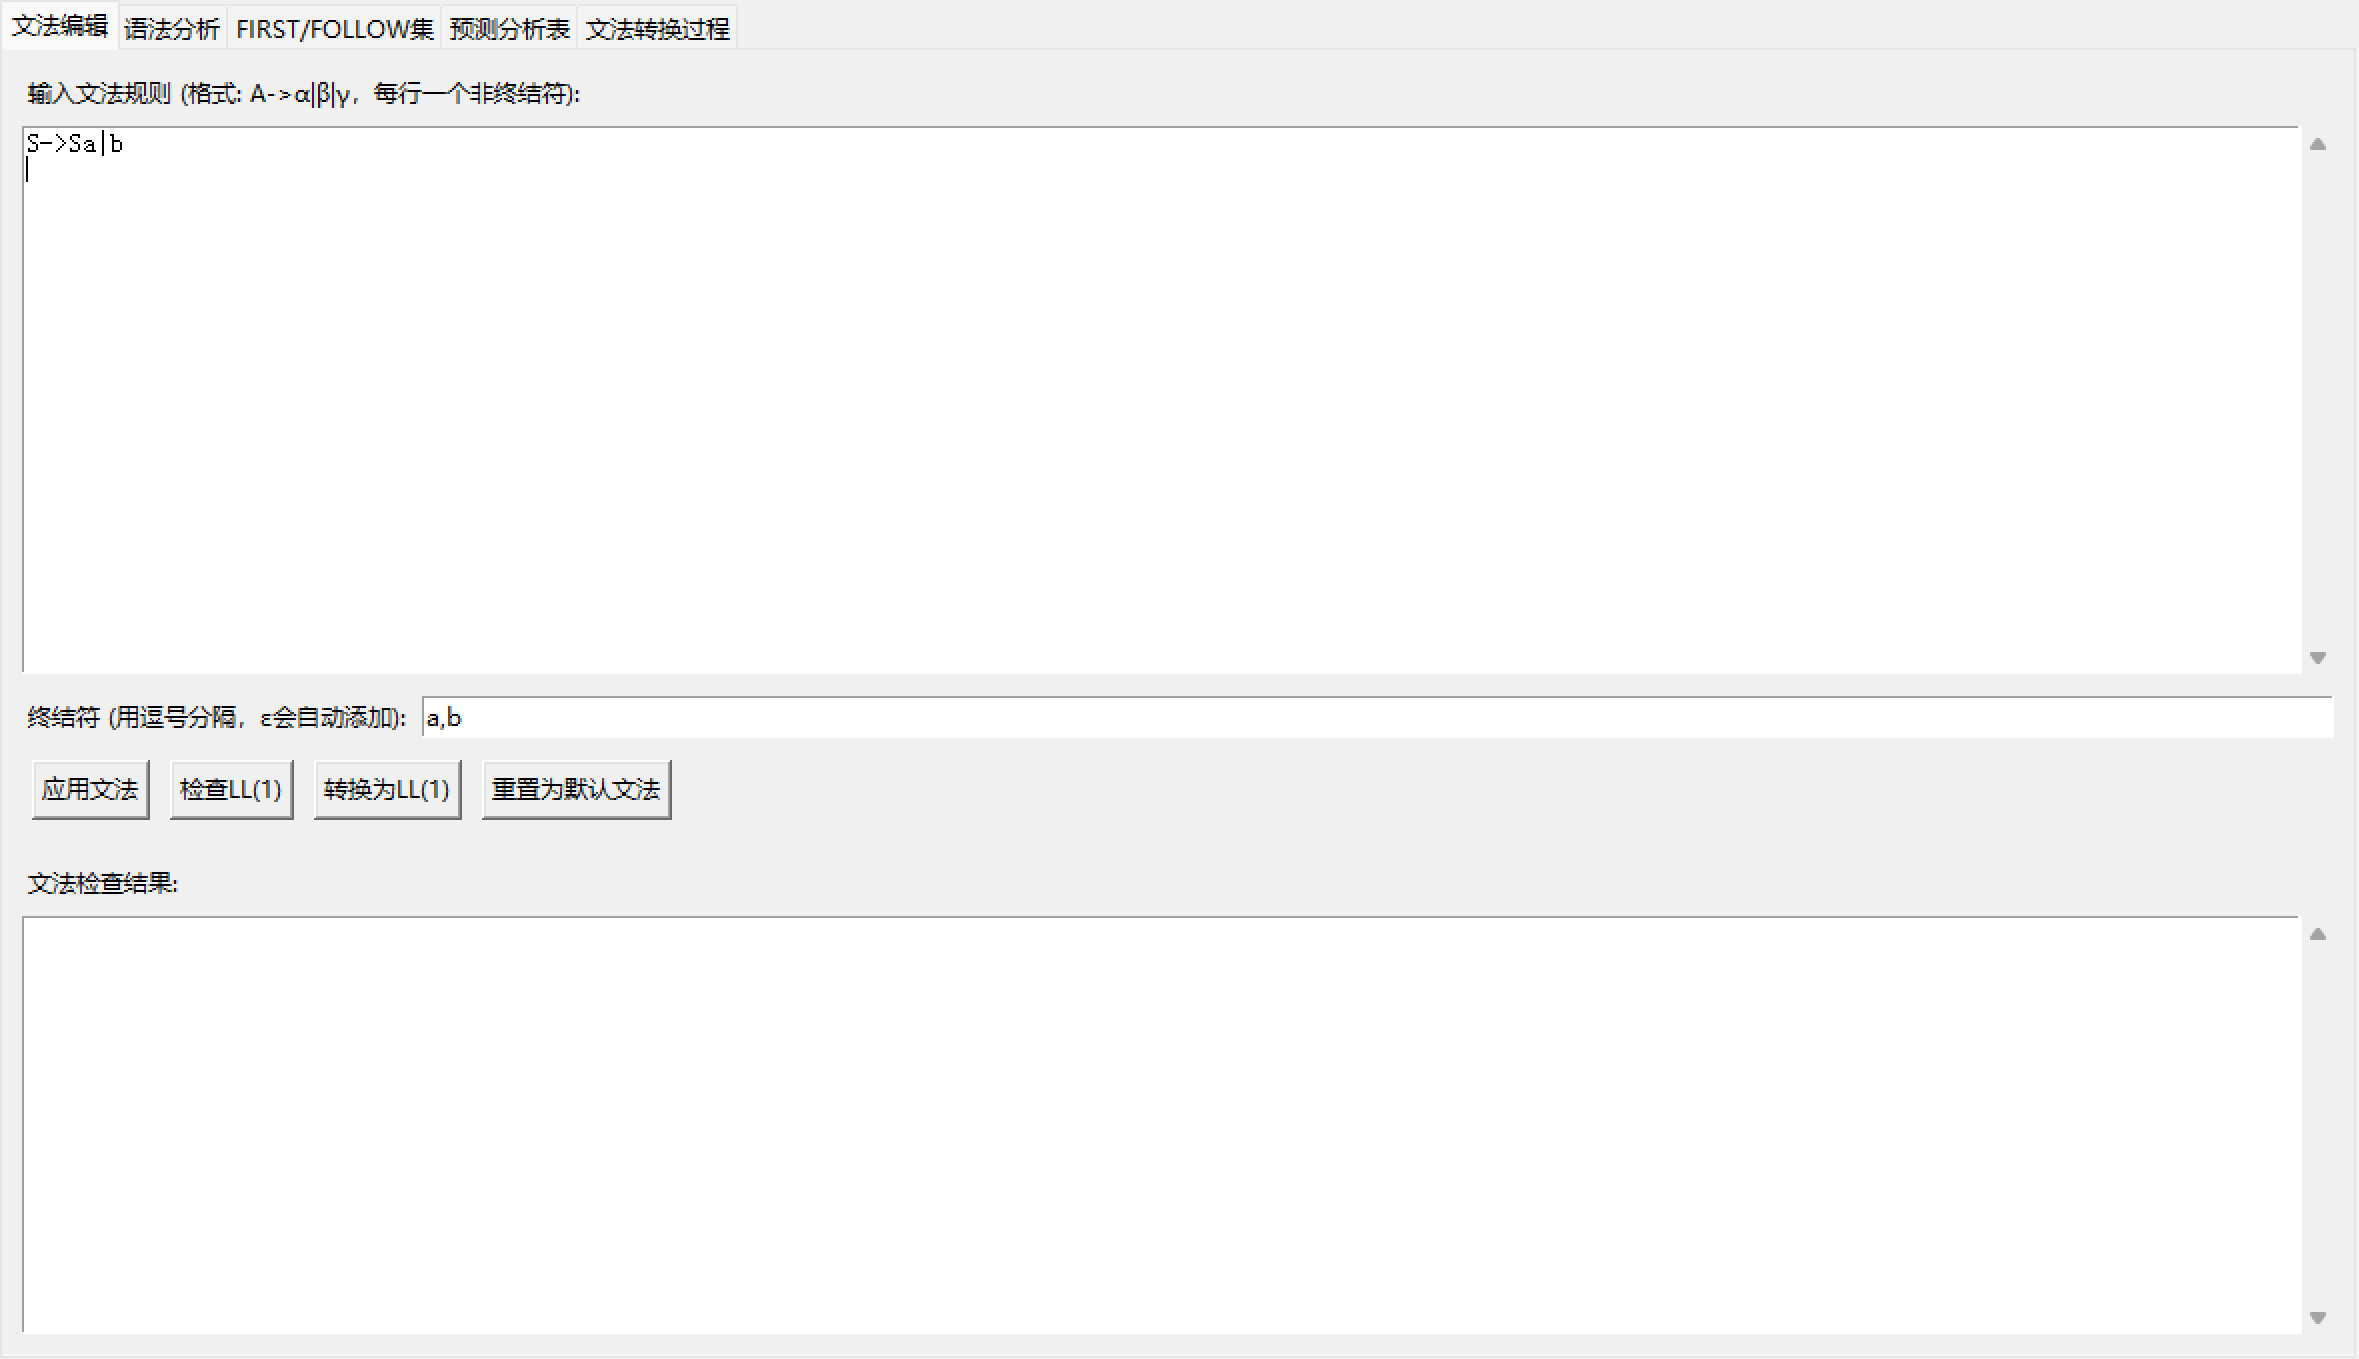 文法编辑 语法分析 FIRST/FOLLOW集 预测分析表 文法转换过程
输入文法规则 (格式: A->α|β|γ，每行一个非终结符):
S->Sa|b
终结符 (用逗号分隔，ε会自动添加): a,b
应用文法 检查LL(1) 转换为LL(1) 重置为默认文法
文法检查结果: